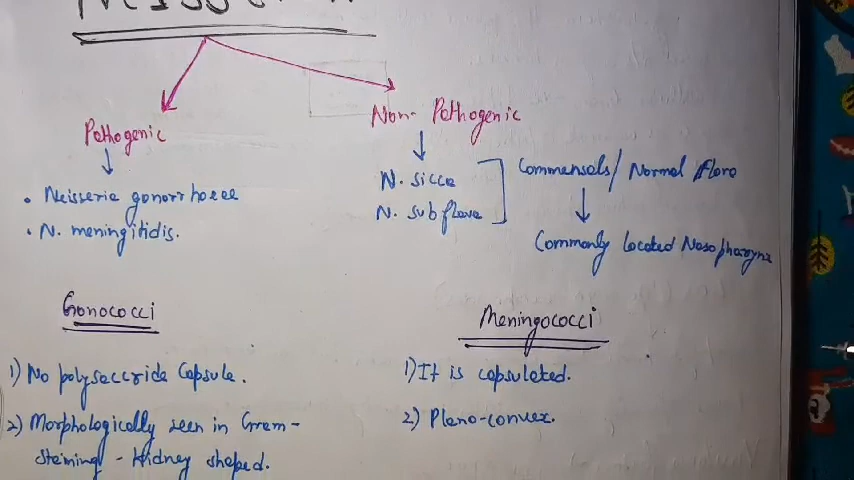 Pathogenic
Non-Pathogenic
• Neisseria gonorrhoeae
• N. meningitidis.
N. sicca
N. subflava
Commensals/ Normal flora
Commonly located Nasopharynx
Gonococci
Meningococci
1) No polysaccride Capsule.
1) It is capsulated.
2) Morphologically seen in Gram-
staining - Kidney shaped.
2) Plano-convex.